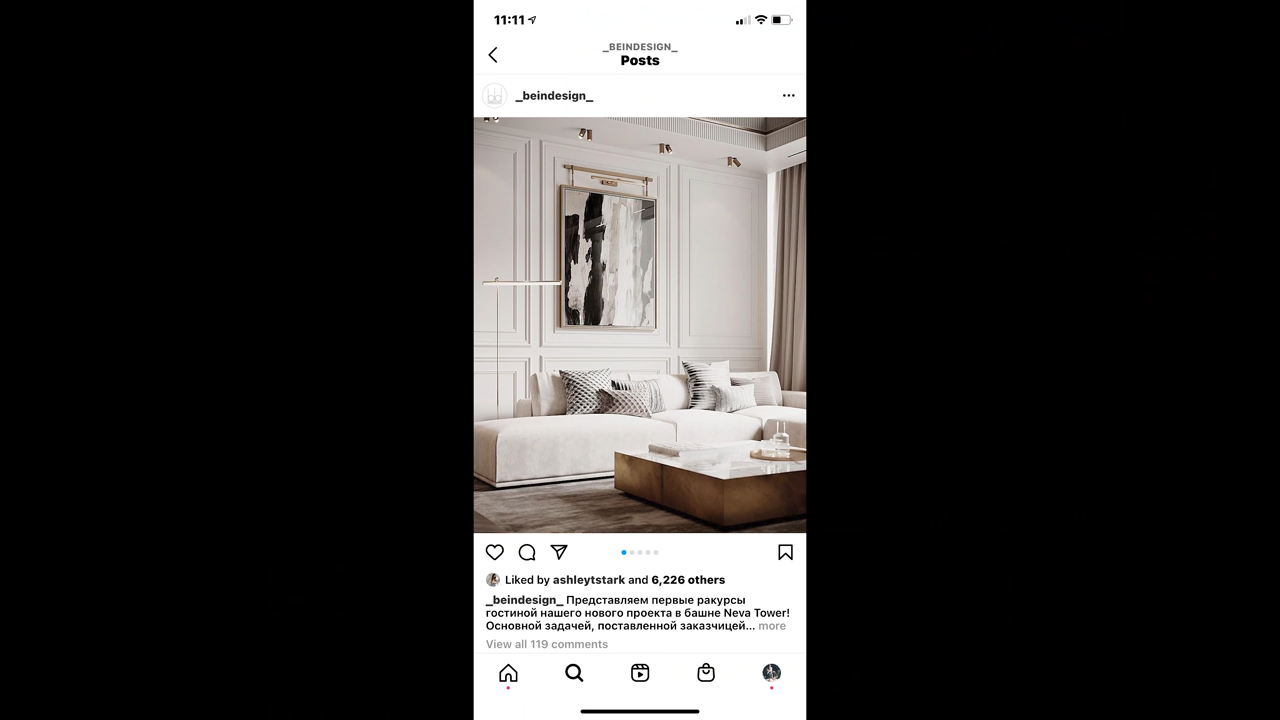 11:11
_BEINDESIGN_
Posts
_beindesign_
Liked by ashleytstark and 6,226 others
_beindesign_ Представляем первые ракурсы
гостиной нашего нового проекта в башне Neva Tower!
Основной задачей, поставленной заказчицей... more
View all 119 comments